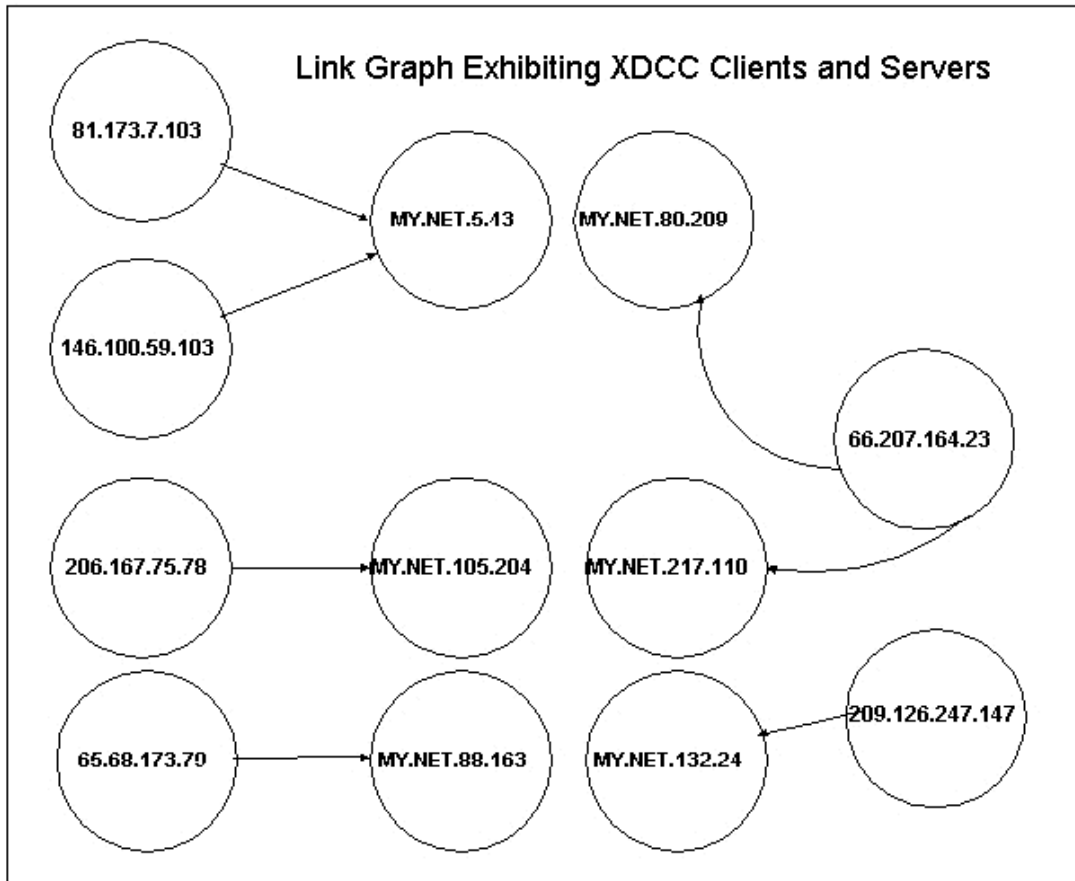 Link Graph Exhibiting XDCC Clients and Servers
81.173.7.103
MY.NET.5.43
MY.NET.80.209
146.100.59.103
66.207.164.23
206.167.75.78
MY.NET.105.204
MY.NET.217.110
65.68.173.79
MY.NET.88.163
MY.NET.132.24
209.126.247.147